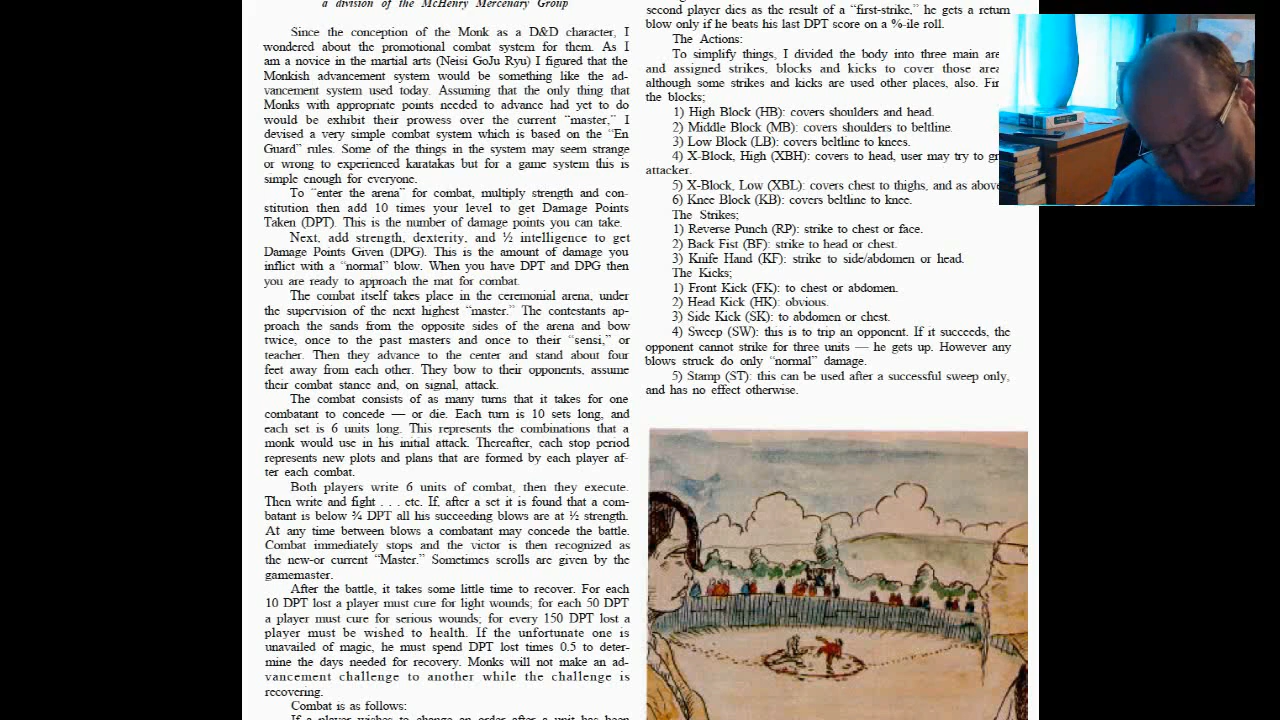 a division of the McHenry Mercenary Group
Since the conception of the Monk as a D&D character, I
wondered about the promotional combat system for them. As I
am a novice in the martial arts (Neisi GoJu Ryu) I figured that the
Monkish advancement system would be something like the ad-
vancement system used today. Assuming that the only thing that
Monks with appropriate points needed to advance had yet to do
would be exhibit their prowess over the current “master,” I
devised a very simple combat system which is based on the “En
Guard” rules. Some of the things in the system may seem strange
or wrong to experienced karatakas but for a game system this is
simple enough for everyone.
To “enter the arena” for combat, multiply strength and con-
stitution then add 10 times your level to get Damage Points
Taken (DPT). This is the number of damage points you can take.
Next, add strength, dexterity, and ½ intelligence to get
Damage Points Given (DPG). This is the amount of damage you
inflict with a “normal” blow. When you have DPT and DPG then
you are ready to approach the mat for combat.
The combat itself takes place in the ceremonial arena, under
the supervision of the next highest “master.” The contestants ap-
proach the sands from the opposite sides of the arena and bow
twice, once to the past masters and once to their “sensi,” or
teacher. Then they advance to the center and stand about four
feet away from each other. They bow to their opponents, assume
their combat stance and, on signal, attack.
The combat consists of as many turns that it takes for one
combatant to concede — or die. Each turn is 10 sets long, and
each set is 6 units long. This represents the combinations that a
monk would use in his initial attack. Thereafter, each stop period
represents new plots and plans that are formed by each player af-
ter each combat.
Both players write 6 units of combat, then they execute.
Then write and fight . . . etc. If, after a set it is found that a com-
batant is below ¾ DPT all his succeeding blows are at ½ strength.
At any time between blows a combatant may concede the battle.
Combat immediately stops and the victor is then recognized as
the new-or current “Master.” Sometimes scrolls are given by the
gamemaster.
After the battle, it takes some little time to recover. For each
10 DPT lost a player must cure for light wounds; for each 50 DPT
a player must cure for serious wounds; for every 150 DPT lost a
player must be wished to health. If the unfortunate one is
unavailed of magic, he must spend DPT lost times 0.5 to deter-
mine the days needed for recovery. Monks will not make an ad-
vancement challenge to another while the challenge is
recovering.
Combat is as follows:
If a player wishes to change an order after a unit has been
second player dies as the result of a “first-strike,” he gets a return
blow only if he beats his last DPT score on a %-ile roll.
The Actions:
To simplify things, I divided the body into three main
and assigned strikes, blocks and kicks to cover those
although some strikes and kicks are used other places, also.
the blocks;
1) High Block (HB): covers shoulders and head.
2) Middle Block (MB): covers shoulders to beltline.
3) Low Block (LB): covers beltline to knees.
4) X-Block, High (XBH): covers to head, user may try to
attacker.
5) X-Block, Low (XBL): covers chest to thighs, and as above
6) Knee Block (KB): covers beltline to knee.
The Strikes;
1) Reverse Punch (RP): strike to chest or face.
2) Back Fist (BF): strike to head or chest.
3) Knife Hand (KF): strike to side/abdomen or head.
The Kicks;
1) Front Kick (FK): to chest or abdomen.
2) Head Kick (HK): obvious.
3) Side Kick (SK): to abdomen or chest.
4) Sweep (SW): this is to trip an opponent. If it succeeds, the
opponent cannot strike for three units — he gets up. However any
blows struck do only “normal” damage.
5) Stamp (ST): this can be used after a successful sweep only,
and has no effect otherwise.